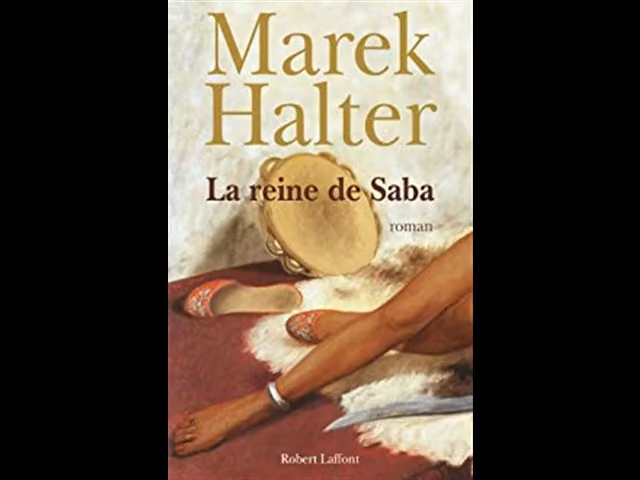 Marek
Halter
La reine de Saba
roman
Robert Laffont